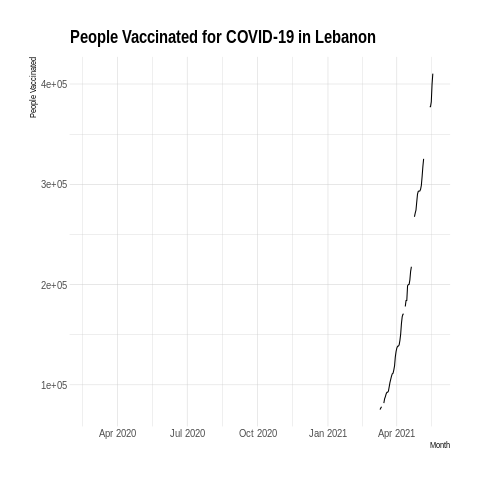 People Vaccinated for COVID-19 in Lebanon
People Vaccinated
4e+05
3e+05
2e+05
1e+05
Apr 2020
Jul 2020
Oct 2020
Jan 2021
Apr 2021
Month